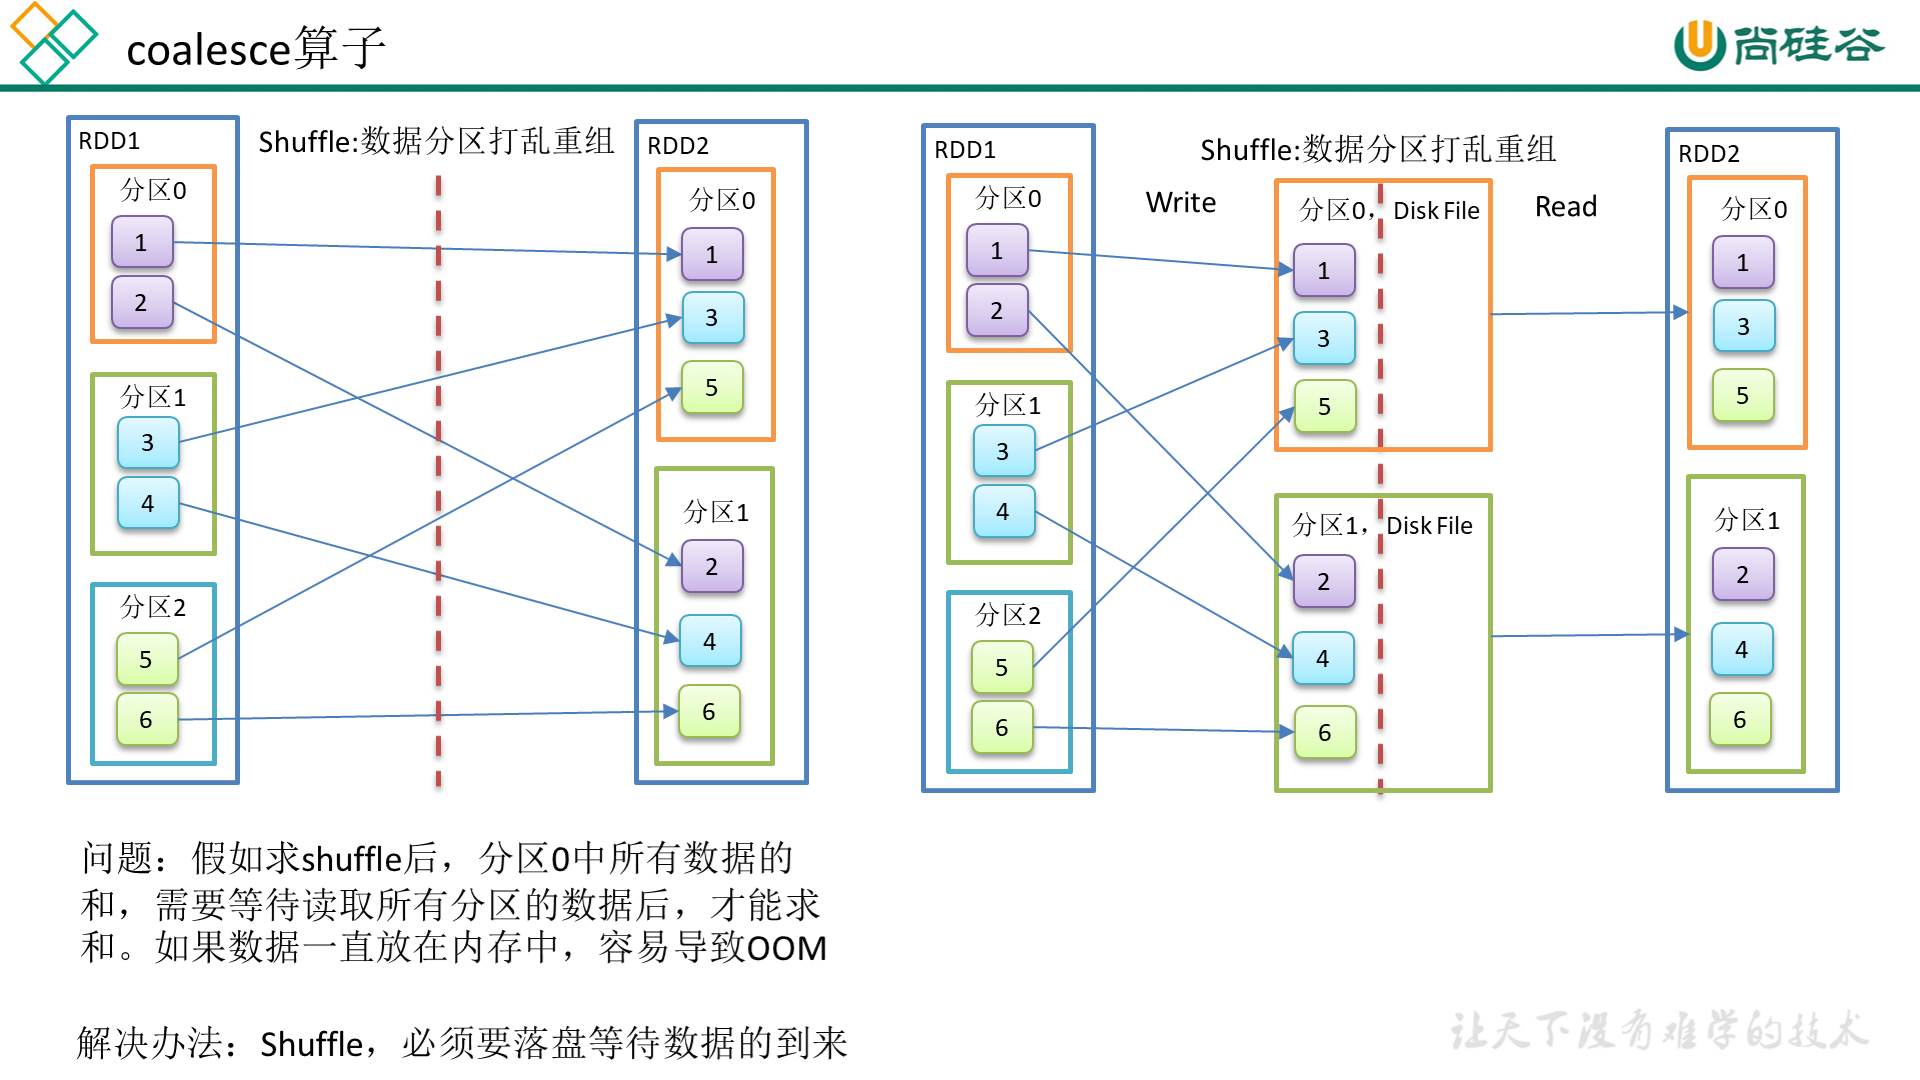 coalesce算子
尚硅谷
RDD1
Shuffle:数据分区打乱重组
RDD2
分区0
1
2
分区1
3
4
分区2
5
6
分区0
1
3
5
分区1
2
4
6
RDD1
Shuffle:数据分区打乱重组
RDD2
Write
Read
分区0
1
2
分区1
3
4
分区2
5
6
分区0，Disk File
1
3
5
分区1，Disk File
2
4
6
分区0
1
3
5
分区1
2
4
6
问题：假如求shuffle后，分区0中所有数据的
和，需要等待读取所有分区的数据后，才能求
和。如果数据一直放在内存中，容易导致OOM
解决办法：Shuffle，必须要落盘等待数据的到来
让天下没有难学的技术